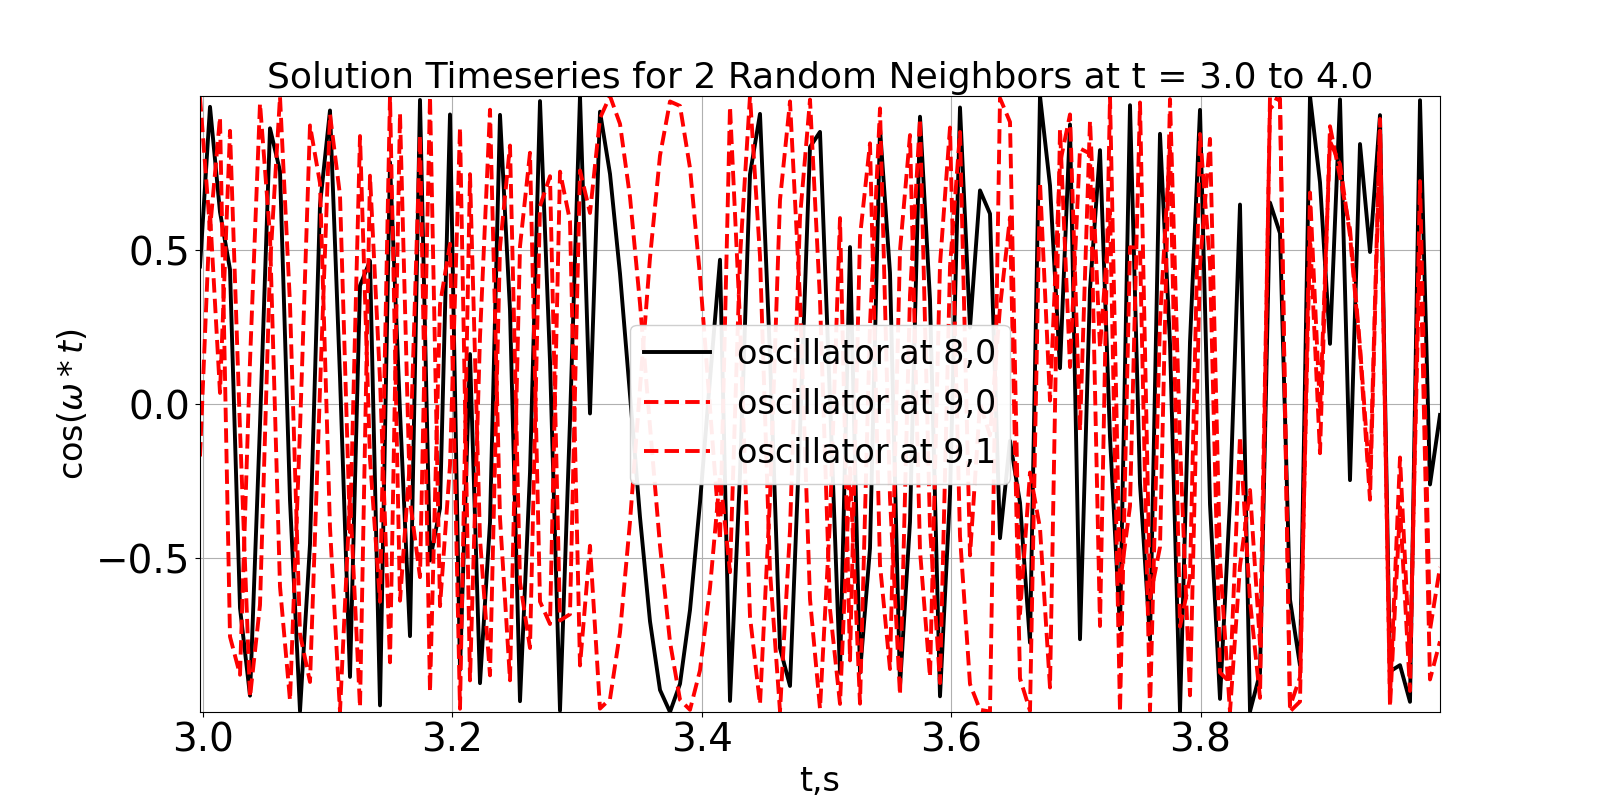 Solution Timeseries for 2 Random Neighbors at t = 3.0 to 4.0
cos(ω * t)
0.5
0.0
−0.5
oscillator at 8,0
oscillator at 9,0
oscillator at 9,1
3.0 3.2 3.4 3.6 3.8
t,s